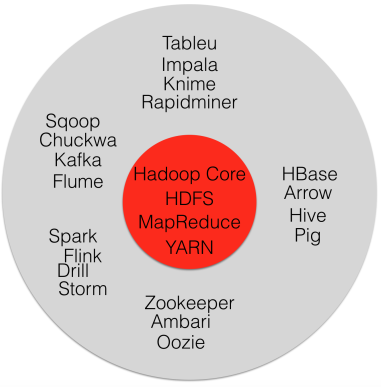 Tableu
Impala
Knime
Rapidminer
Sqoop
Chuckwa
Kafka
Flume
Hadoop Core
HDFS
MapReduce
YARN
HBase
Arrow
Hive
Pig
Spark
Flink
Drill
Storm
Zookeeper
Ambari
Oozie